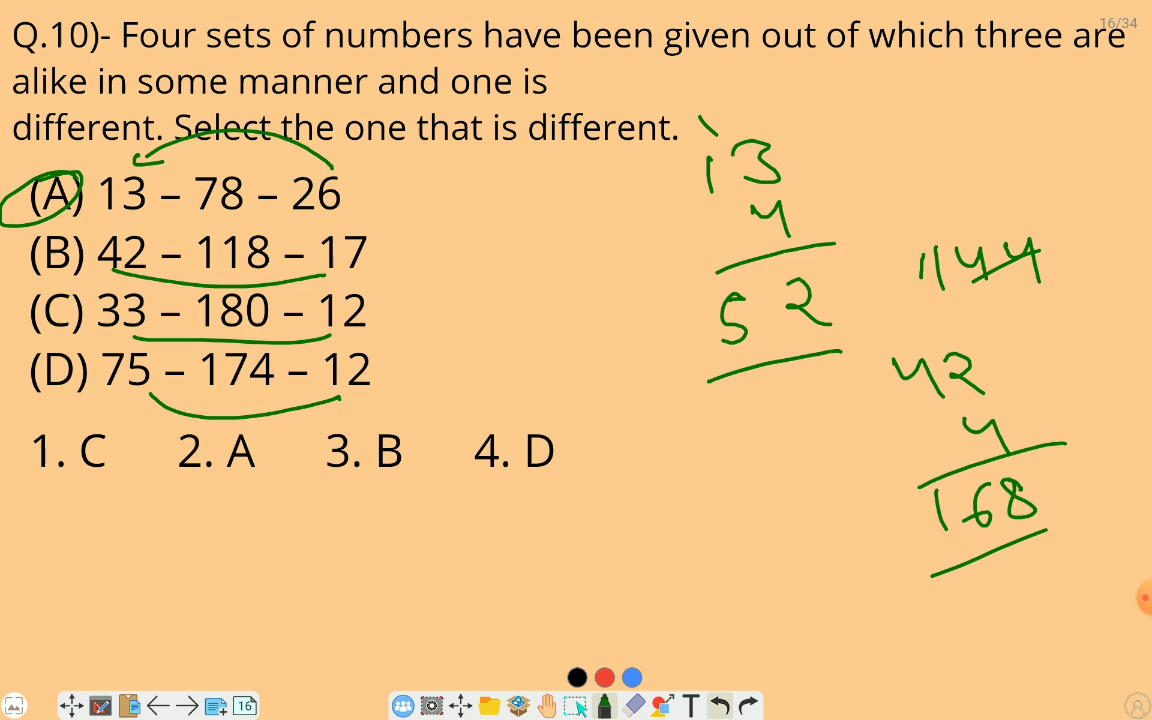 16/34
Q.10)- Four sets of numbers have been given out of which three are
alike in some manner and one is
different. Select the one that is different.
(A) 13 – 78 – 26
(B) 42 – 118 – 17
(C) 33 – 180 – 12
(D) 75 – 174 – 12
1. C 2. A 3. B 4. D
13
4
52
1144
42
4
168
16
T